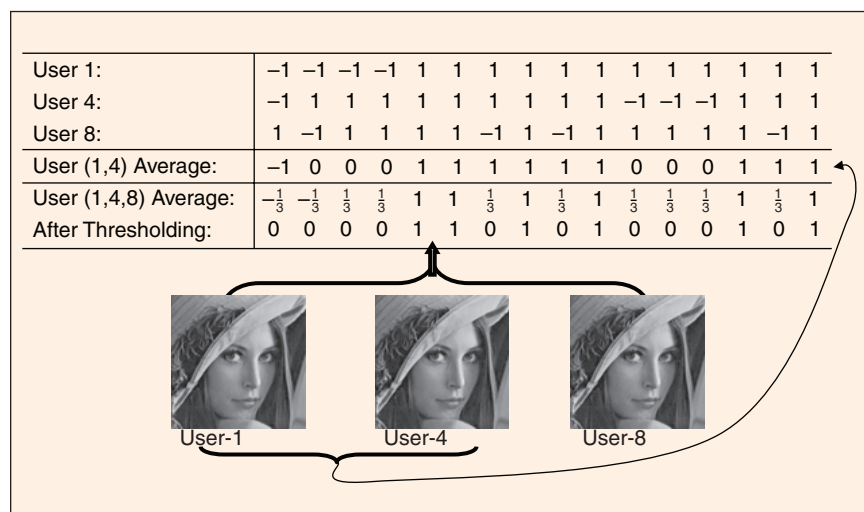 User 1: –1 –1 –1 –1 1 1 1 1 1 1 1 1 1 1 1 1
User 4: –1 1 1 1 1 1 1 1 1 1 –1 –1 –1 1 1 1
User 8: 1 –1 1 1 1 1 –1 1 –1 1 1 1 1 1 –1 1
User (1,4) Average: –1 0 0 0 1 1 1 1 1 1 0 0 0 1 1 1
User (1,4,8) Average: –1/3 –1/3 1/3 1/3 1 1 1/3 1 1/3 1 1/3 1/3 1/3 1 1/3 1
After Thresholding: 0 0 0 0 1 1 0 1 0 1 0 0 0 1 0 1
User-1 User-4 User-8